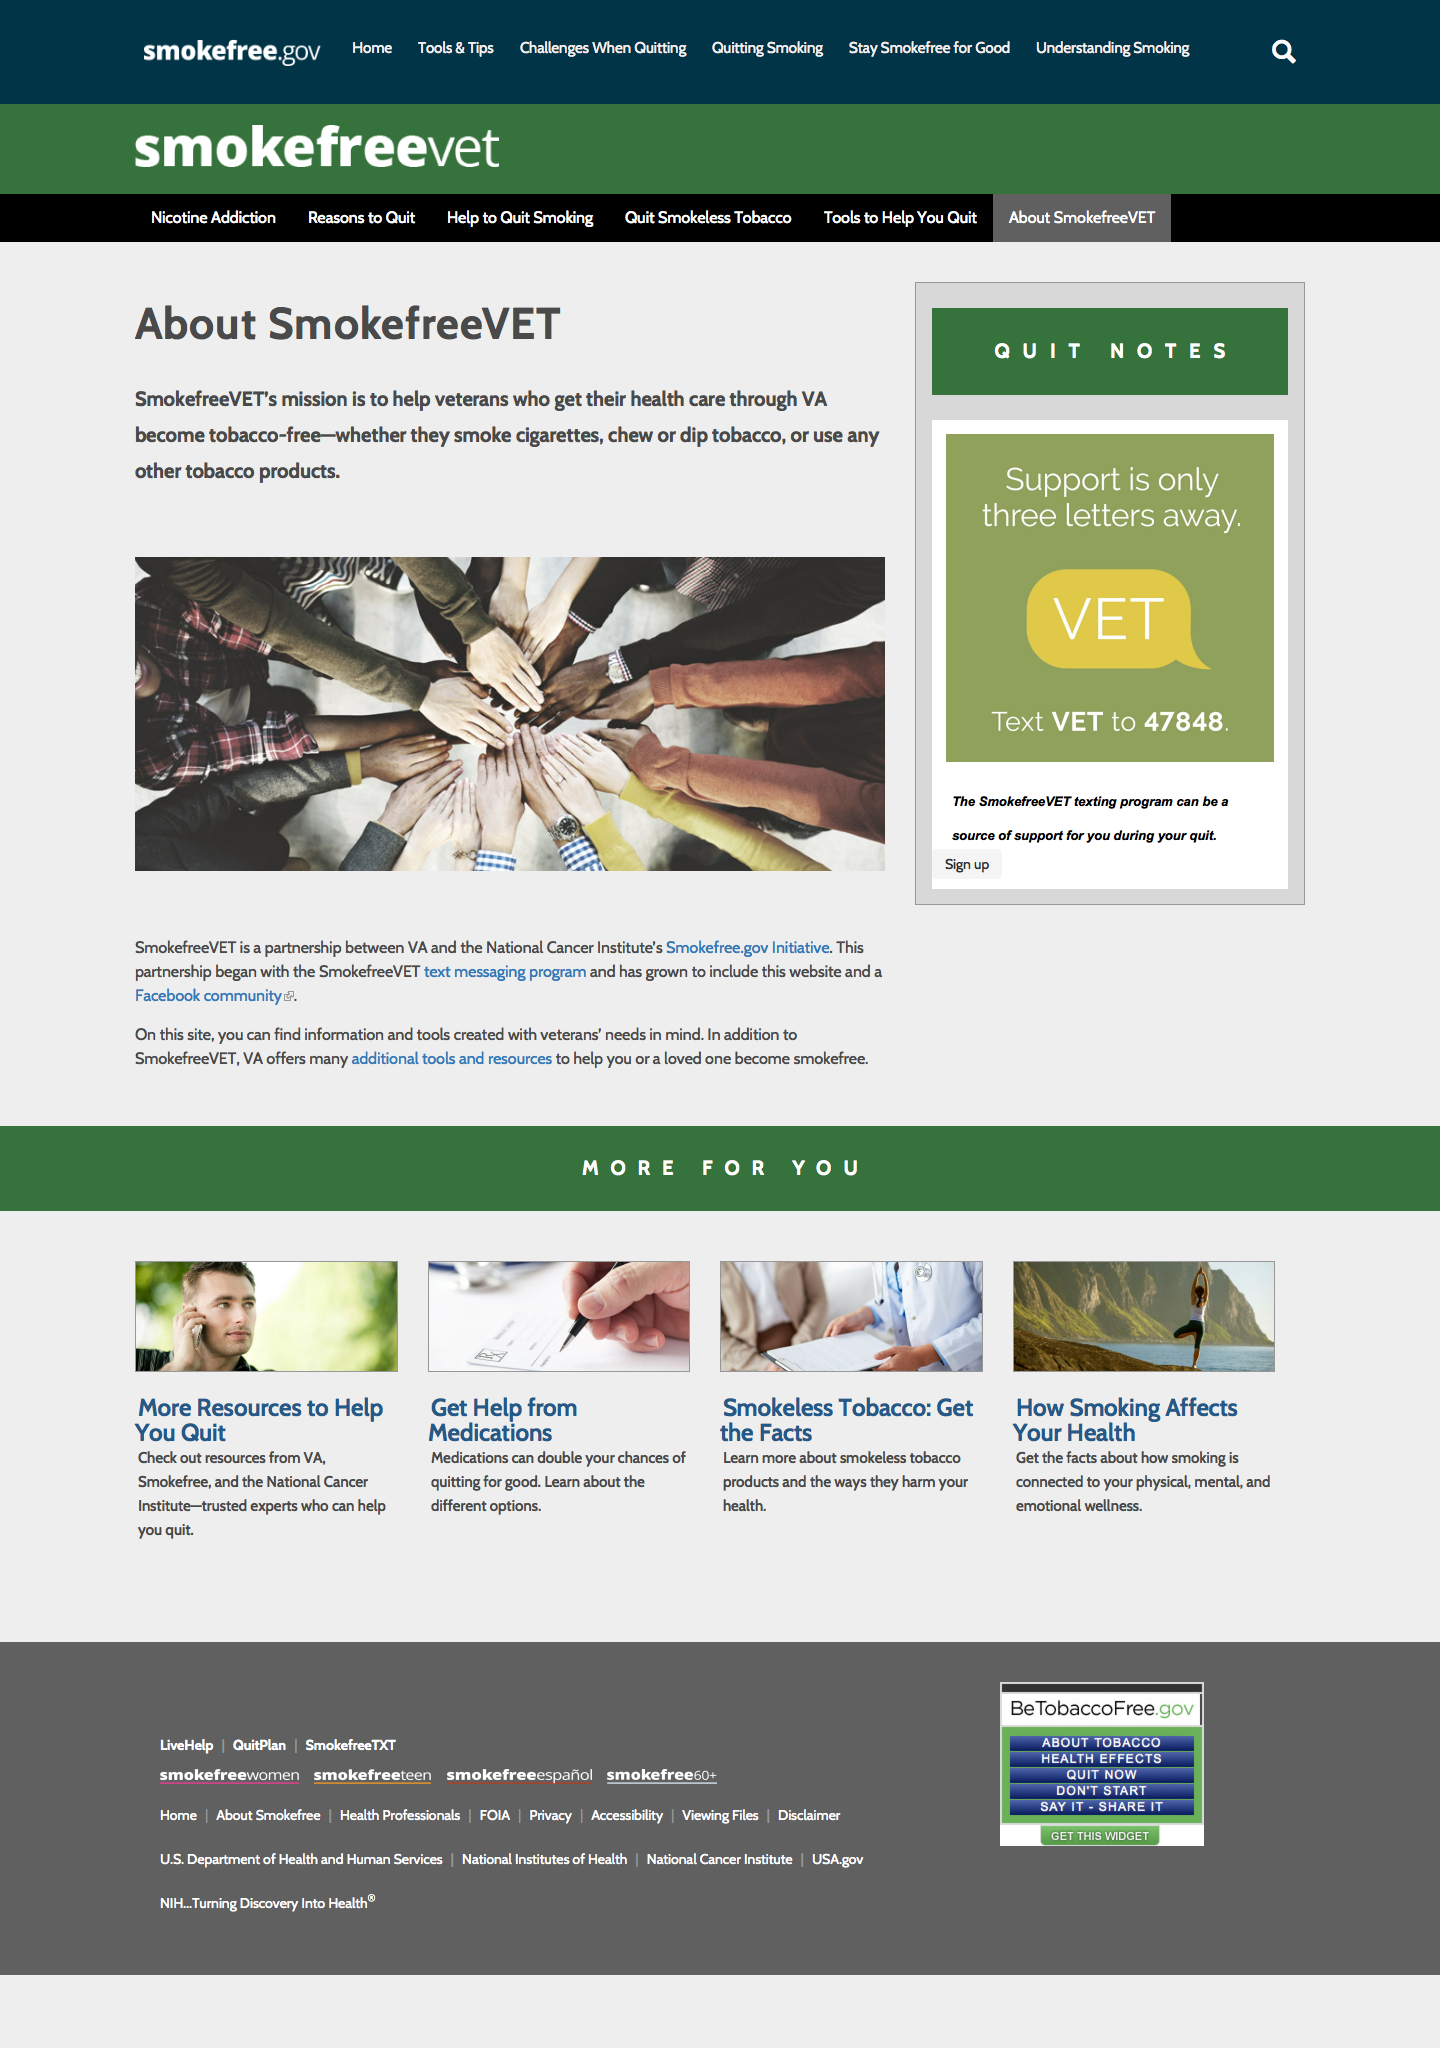 smokefree.gov
Home Tools & Tips Challenges When Quitting Quitting Smoking Stay Smokefree for Good Understanding Smoking
smokefreevet
Nicotine Addiction Reasons to Quit Help to Quit Smoking Quit Smokeless Tobacco Tools to Help You Quit About SmokefreeVET
About SmokefreeVET
SmokefreeVET’s mission is to help veterans who get their health care through VA
become tobacco-free—whether they smoke cigarettes, chew or dip tobacco, or use any
other tobacco products.
SmokefreeVET is a partnership between VA and the National Cancer Institute’s Smokefree.gov Initiative. This
partnership began with the SmokefreeVET text messaging program and has grown to include this website and a
Facebook community.
On this site, you can find information and tools created with veterans’ needs in mind. In addition to
SmokefreeVET, VA offers many additional tools and resources to help you or a loved one become smokefree.
QUIT NOTES
Support is only
three letters away.
VET
Text VET to 47848.
The SmokefreeVET texting program can be a
source of support for you during your quit.
Sign up
MORE FOR YOU
More Resources to Help
You Quit
Check out resources from VA,
Smokefree, and the National Cancer
Institute—trusted experts who can help
you quit.
Get Help from
Medications
Medications can double your chances of
quitting for good. Learn about the
different options.
Smokeless Tobacco: Get
the Facts
Learn more about smokeless tobacco
products and the ways they harm your
health.
How Smoking Affects
Your Health
Get the facts about how smoking is
connected to your physical, mental, and
emotional wellness.
LiveHelp | QuitPlan | SmokefreeTXT
smokefreewomen smokefreeteen smokefreeespañol smokefree60+
Home | About Smokefree | Health Professionals | FOIA | Privacy | Accessibility | Viewing Files | Disclaimer
U.S. Department of Health and Human Services | National Institutes of Health | National Cancer Institute | USA.gov
NIH...Turning Discovery Into Health®
BeTobaccoFree.gov
ABOUT TOBACCO
HEALTH EFFECTS
QUIT NOW
DON'T START
SAY IT - SHARE IT
GET THIS WIDGET